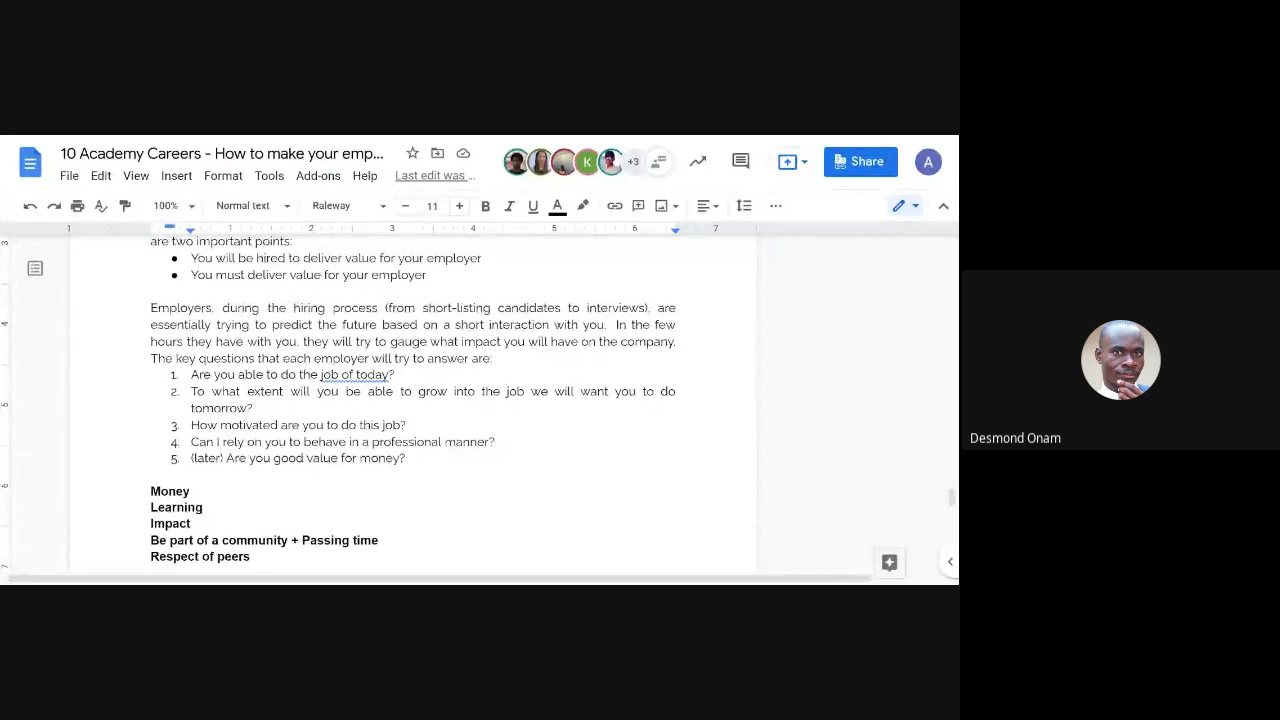 10 Academy Careers - How to make your emp...
File Edit View Insert Format Tools Add-ons Help Last edit was ...
K +3 Share A
100% Normal text Raleway 11 B I U A
1 1 2 3 4 5 6 7
are two important points:
You will be hired to deliver value for your employer
You must deliver value for your employer
Employers, during the hiring process (from short-listing candidates to interviews), are
essentially trying to predict the future based on a short interaction with you. In the few
hours they have with you, they will try to gauge what impact you will have on the company.
The key questions that each employer will try to answer are:
1. Are you able to do the job of today?
2. To what extent will you be able to grow into the job we will want you to do
tomorrow?
3. How motivated are you to do this job?
4. Can I rely on you to behave in a professional manner?
5. (later) Are you good value for money?
Money
Learning
Impact
Be part of a community + Passing time
Respect of peers
Desmond Onam